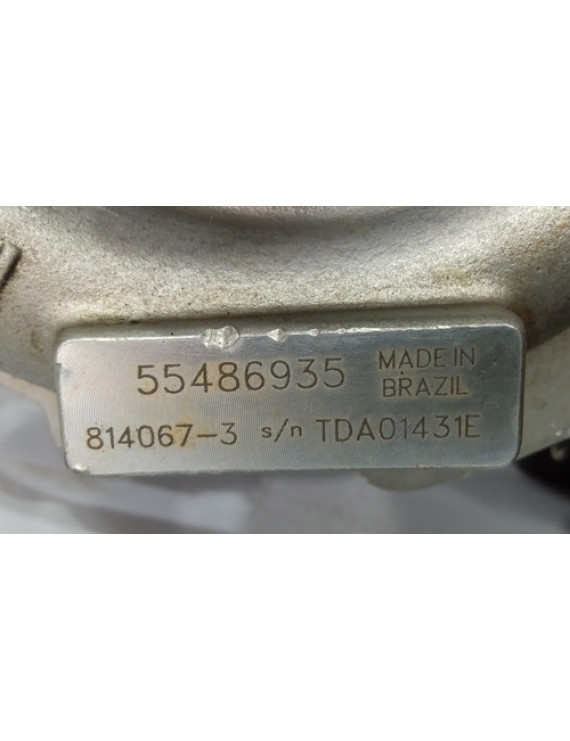 55486935 MADE IN
BRAZIL
814067-3 s/n TDA01431E